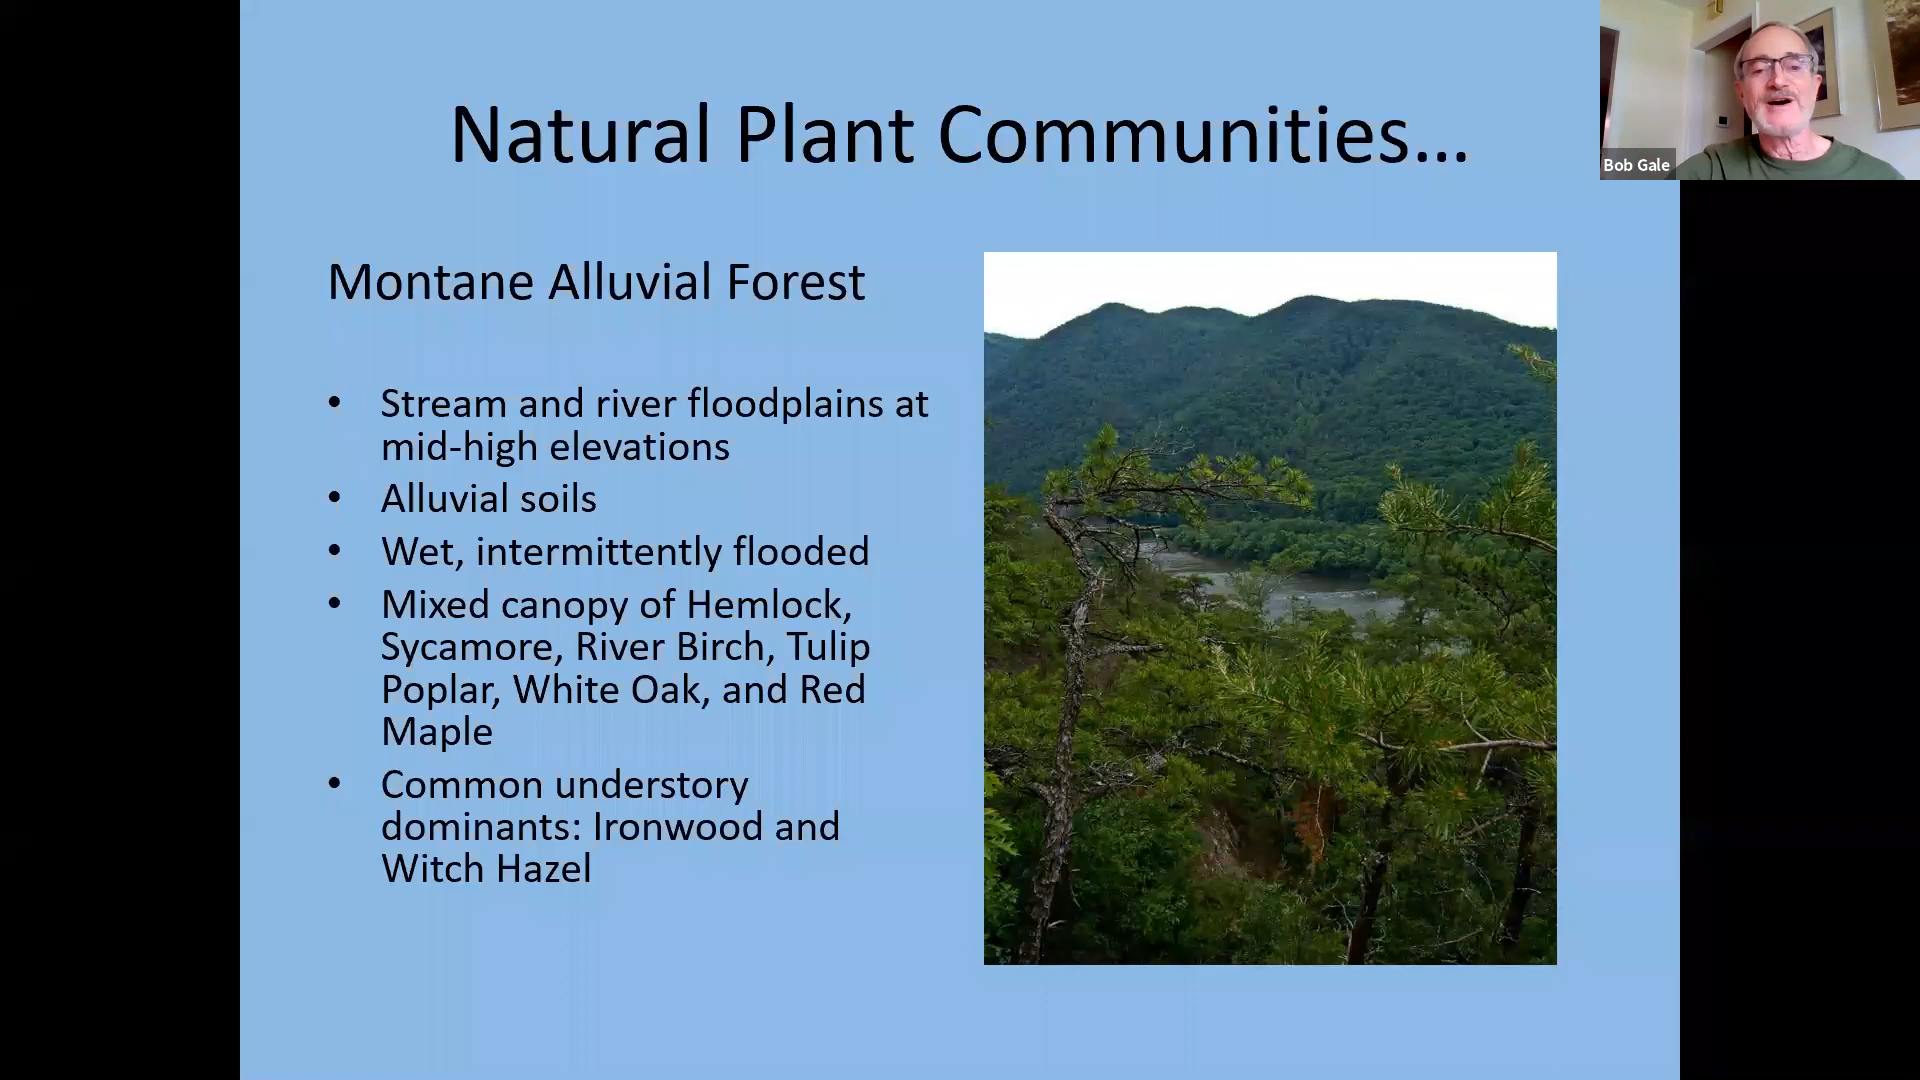 Natural Plant Communities...
Bob Gale
Montane Alluvial Forest
• Stream and river floodplains at
mid-high elevations
• Alluvial soils
• Wet, intermittently flooded
• Mixed canopy of Hemlock,
Sycamore, River Birch, Tulip
Poplar, White Oak, and Red
Maple
• Common understory
dominants: Ironwood and
Witch Hazel